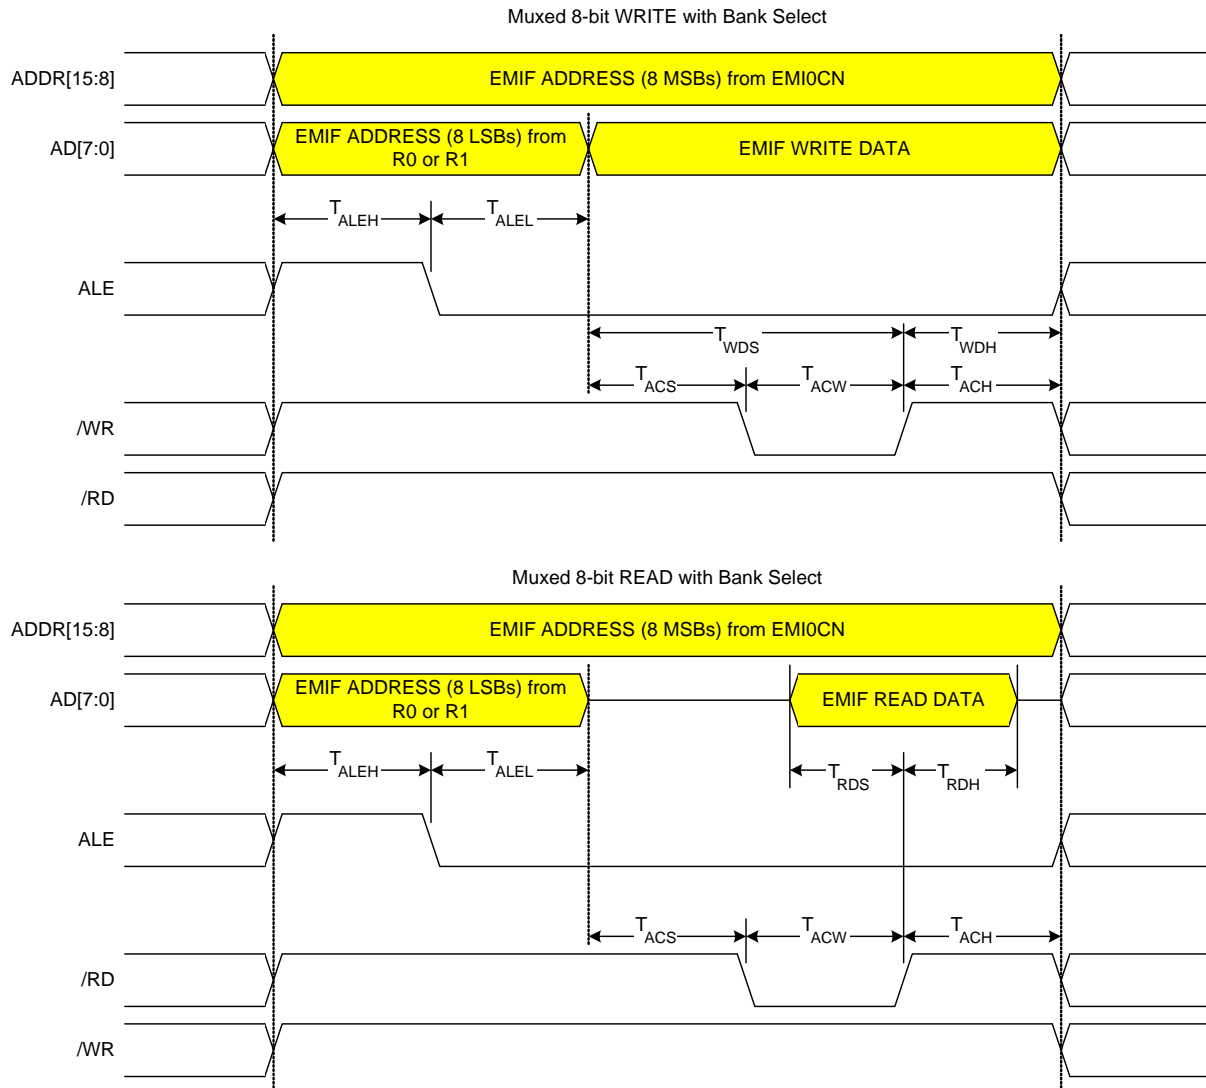 Muxed 8-bit WRITE with Bank Select
ADDR[15:8]
EMIF ADDRESS (8 MSBs) from EMI0CN
AD[7:0]
EMIF ADDRESS (8 LSBs) from
R0 or R1
EMIF WRITE DATA
TALEH
TALEL
ALE
TWDS
TWDH
TACS
TACW
TACH
/WR
/RD
Muxed 8-bit READ with Bank Select
ADDR[15:8]
EMIF ADDRESS (8 MSBs) from EMI0CN
AD[7:0]
EMIF ADDRESS (8 LSBs) from
R0 or R1
EMIF READ DATA
TALEH
TALEL
TRDS
TRDH
ALE
TACS
TACW
TACH
/RD
/WR